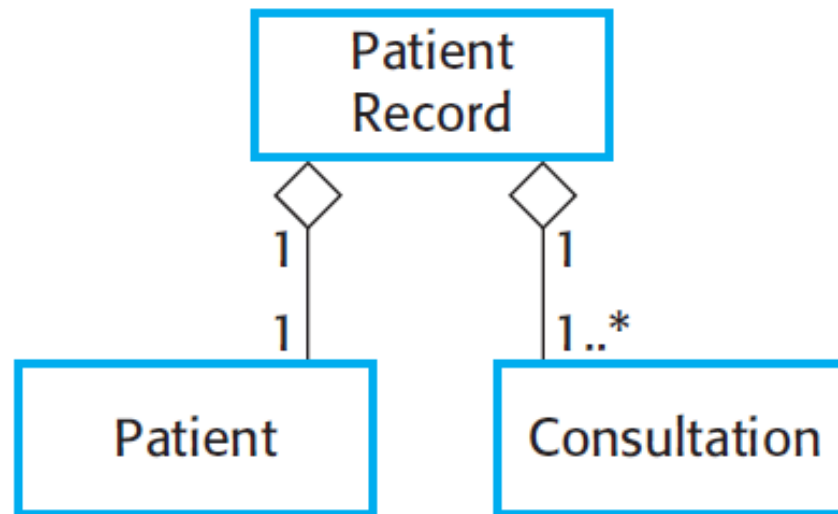 Patient
Record
1 1
1 1..*
Patient Consultation